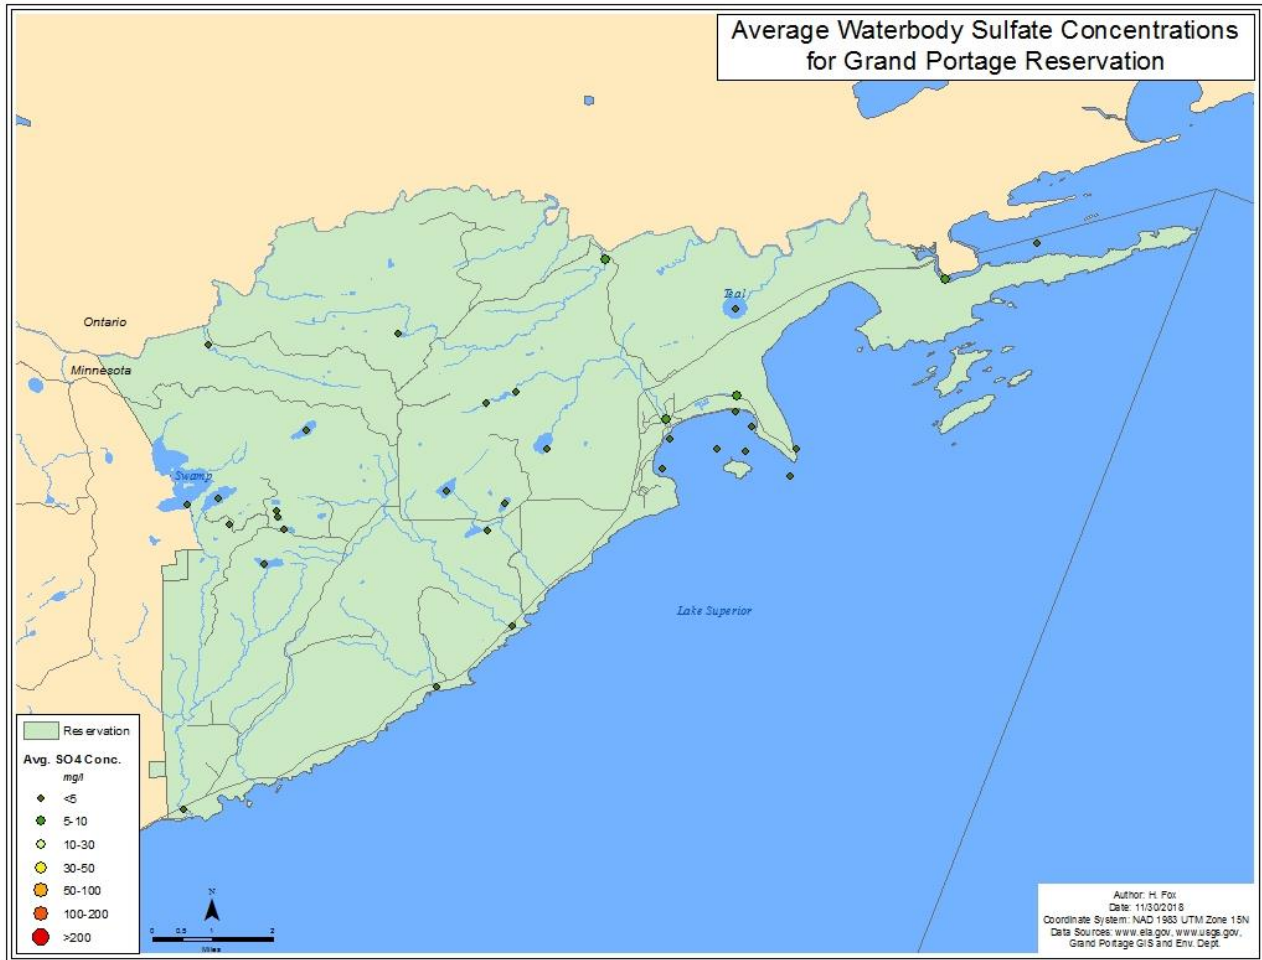 Average Waterbody Sulfate Concentrations
for Grand Portage Reservation
Teal
Ontario
Minnesota
Swamp
Lake Superior
Reservation
Avg. SO4 Conc.
mg/l
<5
5-10
10-30
30-50
50-100
100-200
>200
N
0 0.5 1 2
Miles
Author: H. Fox
Date: 11/30/2018
Coordinate System: NAD 1983 UTM Zone 15N
Data Sources: www.ela.gov, www.usgs.gov,
Grand Portage GIS and Env. Dept.